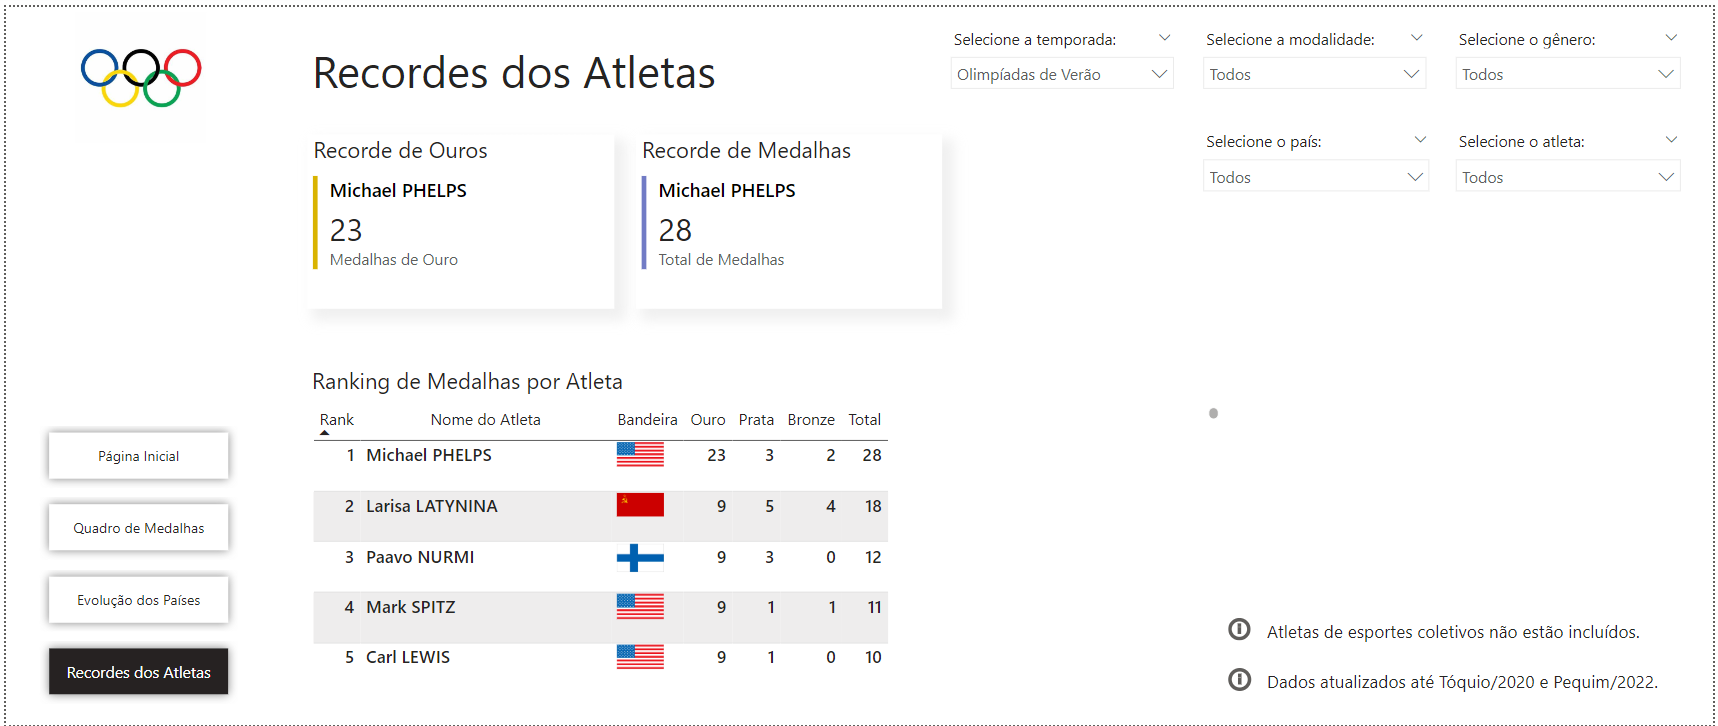 Recordes dos Atletas
Selecione a temporada:
Olimpíadas de Verão
Selecione a modalidade:
Todos
Selecione o gênero:
Todos
Selecione o país:
Todos
Selecione o atleta:
Todos
Recorde de Ouros
Michael PHELPS
23
Medalhas de Ouro
Recorde de Medalhas
Michael PHELPS
28
Total de Medalhas
Ranking de Medalhas por Atleta
Rank Nome do Atleta Bandeira Ouro Prata Bronze Total
1 Michael PHELPS 23 3 2 28
2 Larisa LATYNINA 9 5 4 18
3 Paavo NURMI 9 3 0 12
4 Mark SPITZ 9 1 1 11
5 Carl LEWIS 9 1 0 10
Página Inicial
Quadro de Medalhas
Evolução dos Países
Recordes dos Atletas
Atletas de esportes coletivos não estão incluídos.
Dados atualizados até Tóquio/2020 e Pequim/2022.